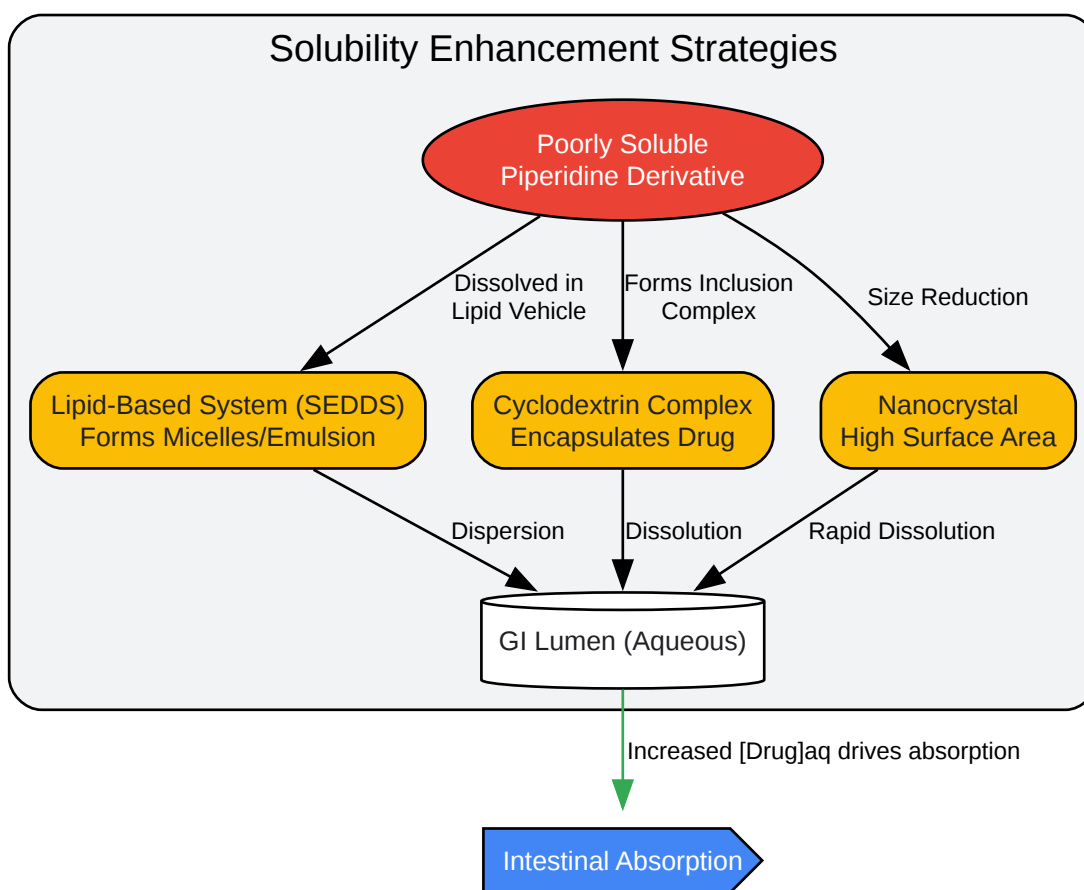 Solubility Enhancement Strategies
Poorly Soluble
Piperidine Derivative
Dissolved in
Lipid Vehicle
Forms Inclusion
Complex
Size Reduction
Lipid-Based System (SEDDS)
Forms Micelles/Emulsion
Cyclodextrin Complex
Encapsulates Drug
Nanocrystal
High Surface Area
Dispersion
Dissolution
Rapid Dissolution
GI Lumen (Aqueous)
Increased [Drug]aq drives absorption
Intestinal Absorption